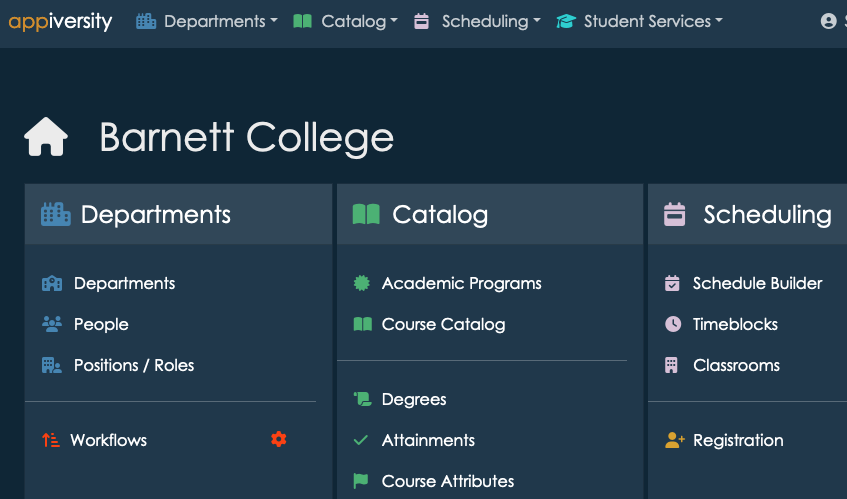 appiversity Departments Catalog Scheduling Student Services
Barnett College
Departments
Departments
People
Positions / Roles
Workflows
Catalog
Academic Programs
Course Catalog
Degrees
Attainments
Course Attributes
Scheduling
Schedule Builder
Timeblocks
Classrooms
Registration